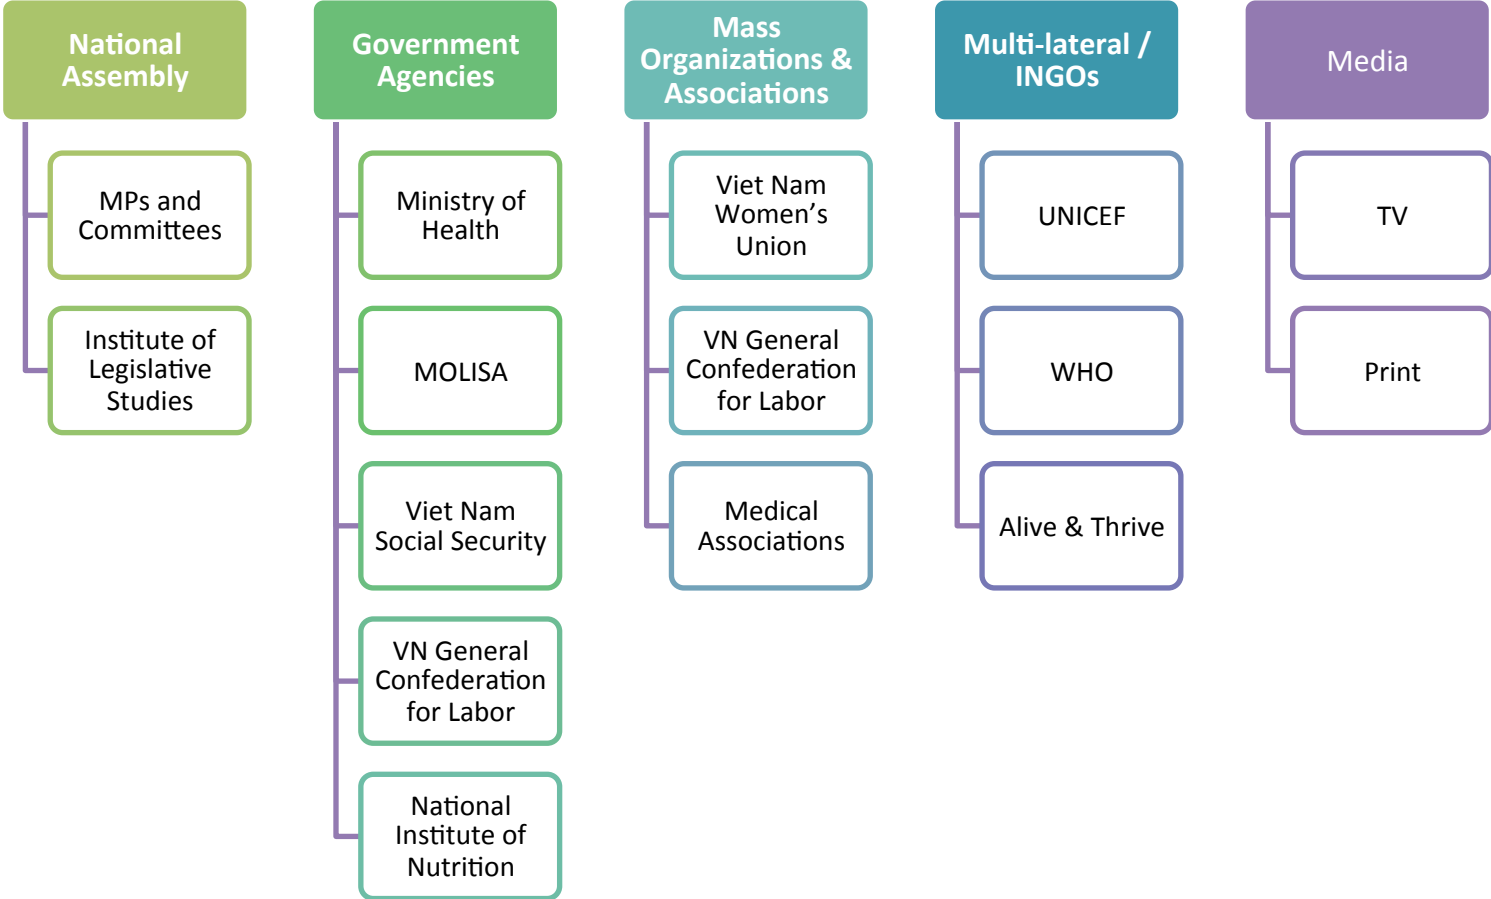 National
Assembly
MPs and
Committees
Institute of
Legislative
Studies
Government
Agencies
Ministry of
Health
MOLISA
Viet Nam
Social Security
VN General
Confederation
for Labor
National
Institute of
Nutrition
Mass
Organizations &
Associations
Viet Nam
Women’s
Union
VN General
Confederation
for Labor
Medical
Associations
Multi-lateral /
INGOs
UNICEF
WHO
Alive & Thrive
Media
TV
Print